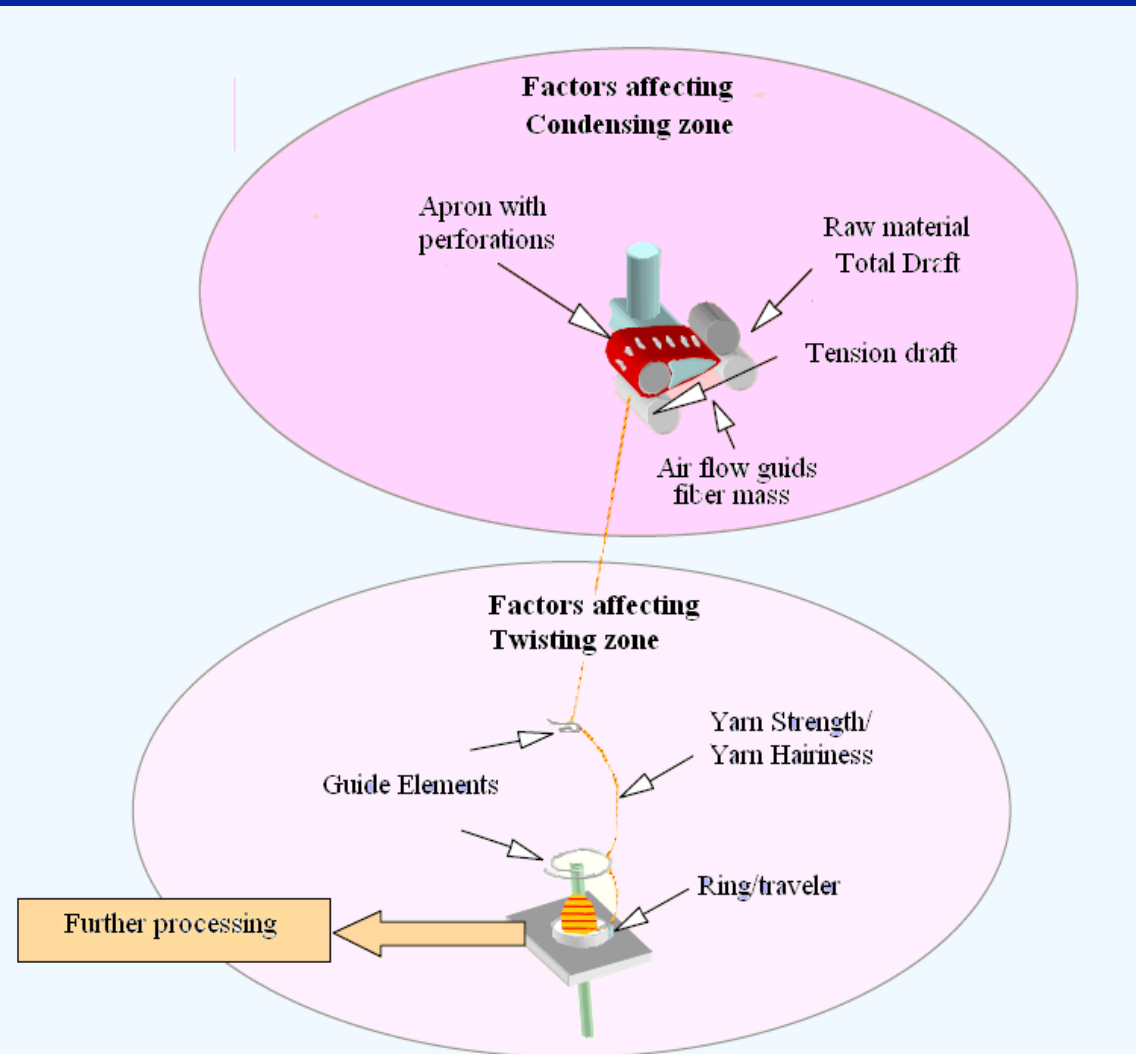 Factors affecting
Condensing zone
Apron with
perforations
Raw material
Total Draft
Tension draft
Air flow guids
fiber mass
Factors affecting
Twisting zone
Yarn Strength/
Yarn Hairiness
Guide Elements
Ring/traveler
Further processing